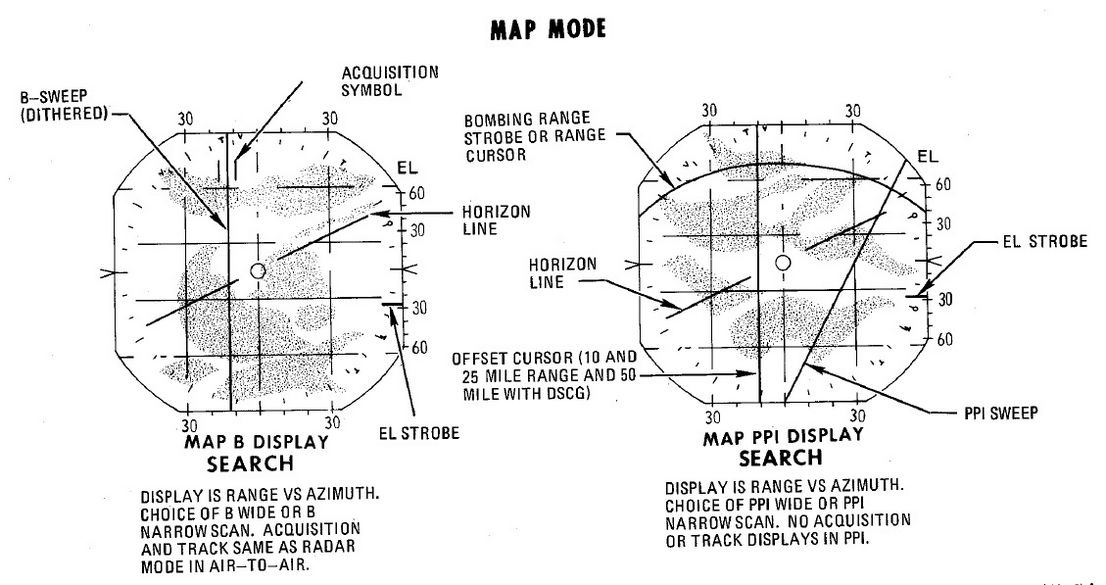 MAP MODE
ACQUISITION
SYMBOL
B-SWEEP
(DITHERED)
30
30
EL
60
30
HORIZON
LINE
30
60
EL STROBE
30
30
MAP B DISPLAY
SEARCH
DISPLAY IS RANGE VS AZIMUTH.
CHOICE OF B WIDE OR B
NARROW SCAN. ACQUISITION
AND TRACK SAME AS RADAR
MODE IN AIR-TO-AIR.
BOMBING RANGE
STROBE OR RANGE
CURSOR
30
30
EL
60
30
EL STROBE
HORIZON
LINE
30
60
OFFSET CURSOR (10 AND
25 MILE RANGE AND 50
MILE WITH DSCG)
PPI SWEEP
30
30
MAP PPI DISPLAY
SEARCH
DISPLAY IS RANGE VS AZIMUTH.
CHOICE OF PPI WIDE OR PPI
NARROW SCAN. NO ACQUISITION
OR TRACK DISPLAYS IN PPI.